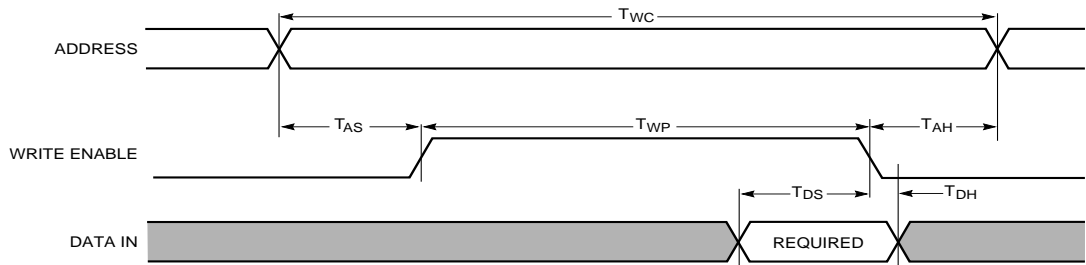 TWC
ADDRESS
TAS
TWP
TAH
WRITE ENABLE
TDS
TDH
DATA IN
REQUIRED